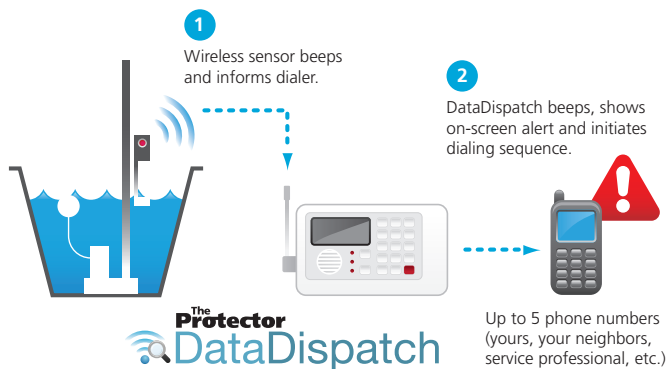 1
Wireless sensor beeps
and informs dialer.
2
DataDispatch beeps, shows
on-screen alert and initiates
dialing sequence.
The
Protector
DataDispatch
Up to 5 phone numbers
(yours, your neighbors,
service professional, etc.)